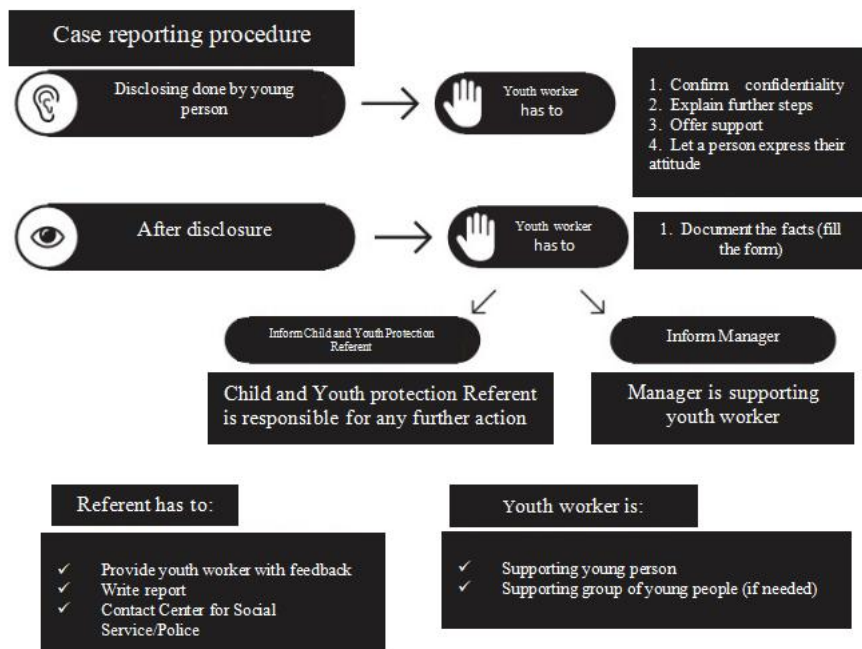 Case reporting procedure
Disclosing done by young
person
Youth worker
has to
1. Confirm confidentiality
2. Explain further steps
3. Offer support
4. Let a person express their
attitude
After disclosure
Youth worker
has to
1. Document the facts (fill
the form)
Inform Child and Youth Protection
Referent
Inform Manager
Child and Youth protection Referent
is responsible for any further action
Manager is supporting
youth worker
Referent has to:
✓ Provide youth worker with feedback
✓ Write report
✓ Contact Center for Social
Service/Police
Youth worker is:
✓ Supporting young person
✓ Supporting group of young people (if needed)